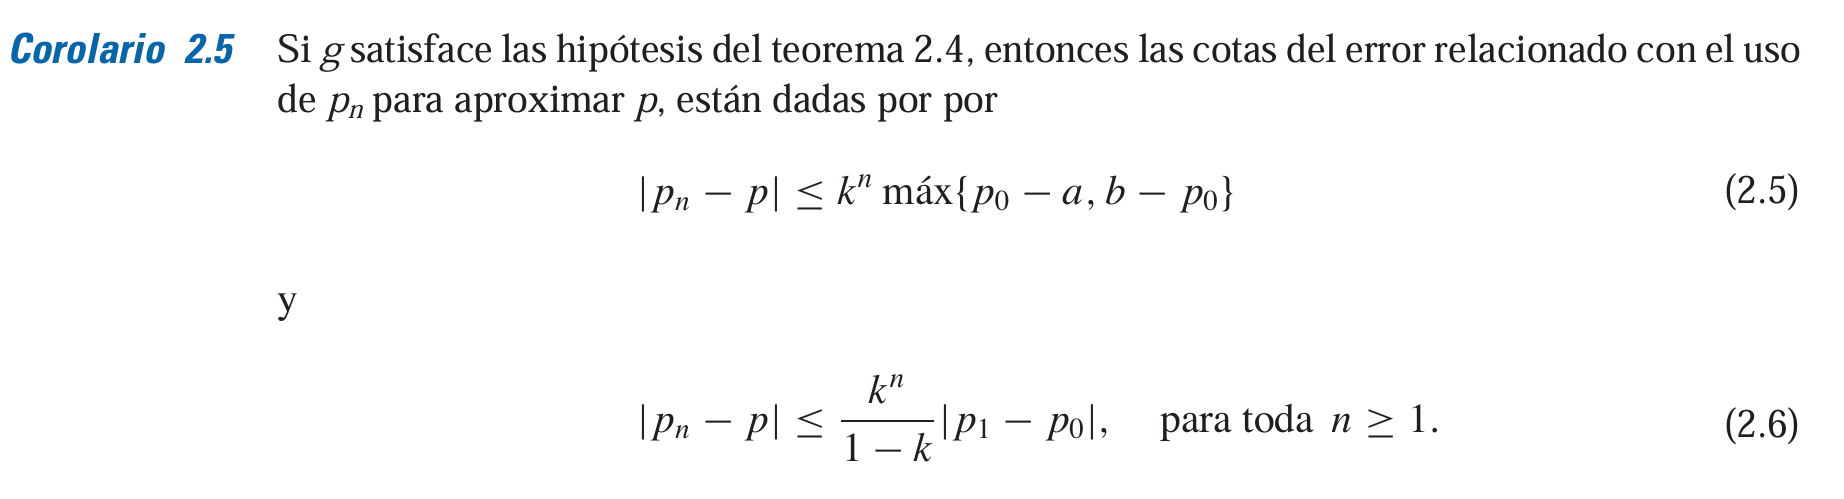 Corolario 2.5 Si g satisface las hipótesis del teorema 2.4, entonces las cotas del error relacionado con el uso
de pₙ para aproximar p, están dadas por por
|pₙ − p| ≤ kⁿ máx{p₀ − a, b − p₀} (2.5)
y
|pₙ − p| ≤ kⁿ/(1 − k) |p₁ − p₀|, para toda n ≥ 1. (2.6)